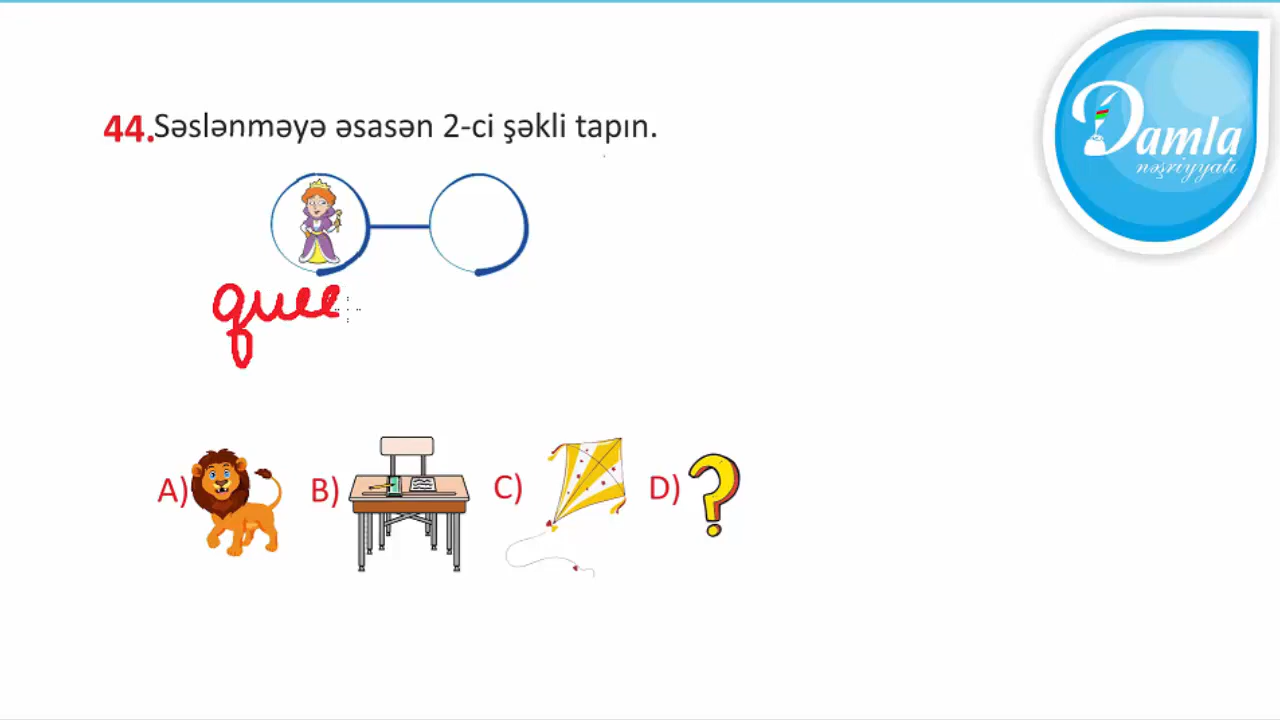 44. Səslənməyə əsasən 2-ci şəkli tapın.
quee
A) B) C) D) ?
Damla
nəşriyyatı